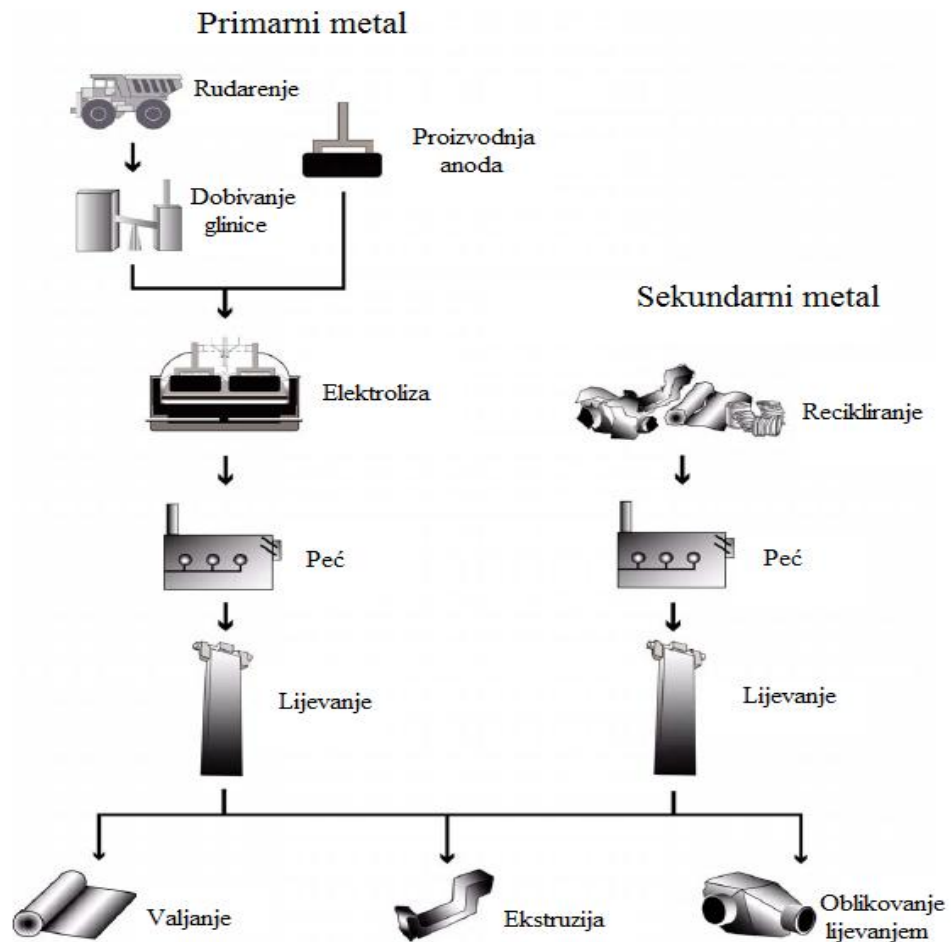 Primarni metal
Rudarenje
Proizvodnja
anoda
Dobivanje
glinice
Sekundarni metal
Elektroliza
Recikliranje
Peć
Peć
Lijevanje
Lijevanje
Valjanje
Ekstruzija
Oblikovanje
lijevanjem